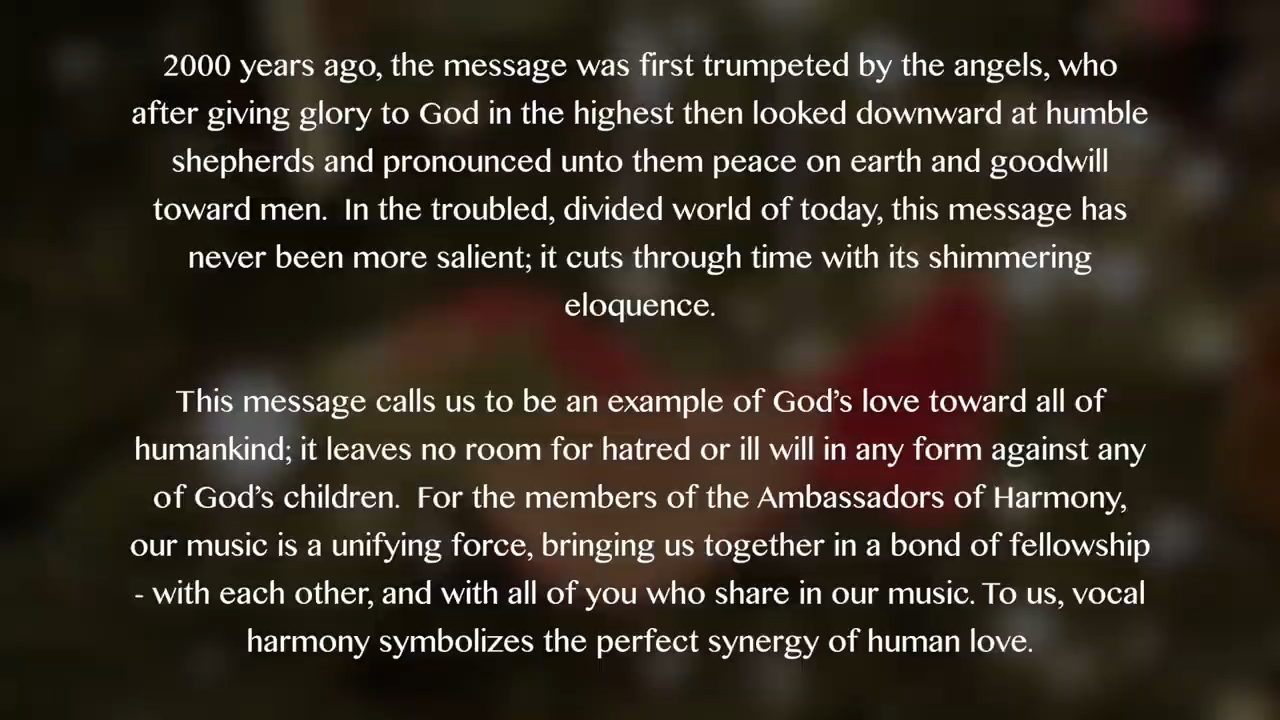 2000 years ago, the message was first trumpeted by the angels, who
after giving glory to God in the highest then looked downward at humble
shepherds and pronounced unto them peace on earth and goodwill
toward men.  In the troubled, divided world of today, this message has
never been more salient; it cuts through time with its shimmering
eloquence.
This message calls us to be an example of God’s love toward all of
humankind; it leaves no room for hatred or ill will in any form against any
of God’s children.  For the members of the Ambassadors of Harmony,
our music is a unifying force, bringing us together in a bond of fellowship
- with each other, and with all of you who share in our music. To us, vocal
harmony symbolizes the perfect synergy of human love.